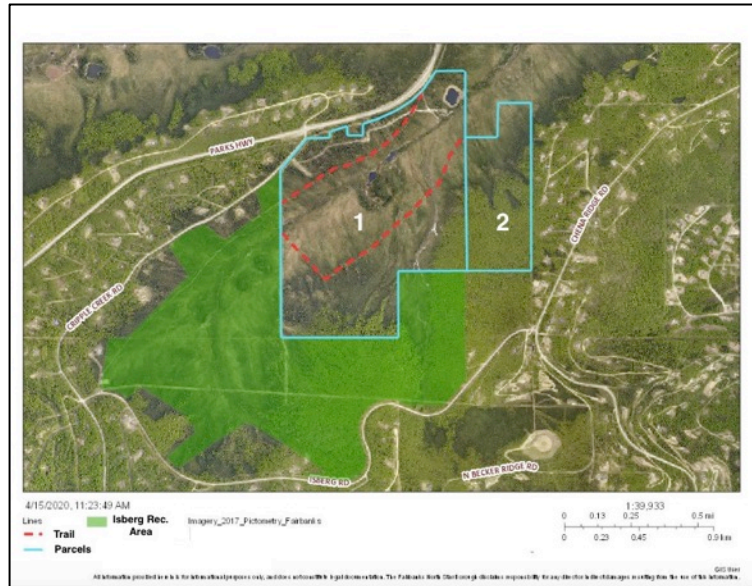 PARKS HWY
1
2
CHENA RIDGE RD
CRIPPLE CREEK RD
ISBERG RD
N BECKER RIDGE RD
4/15/2020, 11:23:49 AM
1:39,933
Lines
Isberg Rec. Area
Imagery_2017_Pictometry_Fairbanks
Trail
Parcels
0 0.13 0.25 0.5 mi
0 0.23 0.45 0.9 km
GIS User